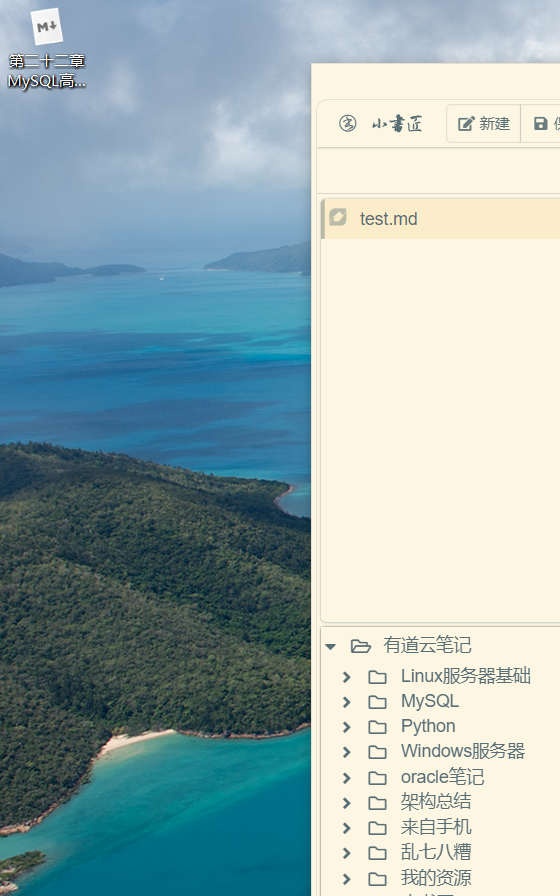 M↓
第二十二章
MySQL高...
小書匠
新建
test.md
有道云笔记
Linux服务器基础
MySQL
Python
Windows服务器
oracle笔记
架构总结
来自手机
乱七八糟
我的资源